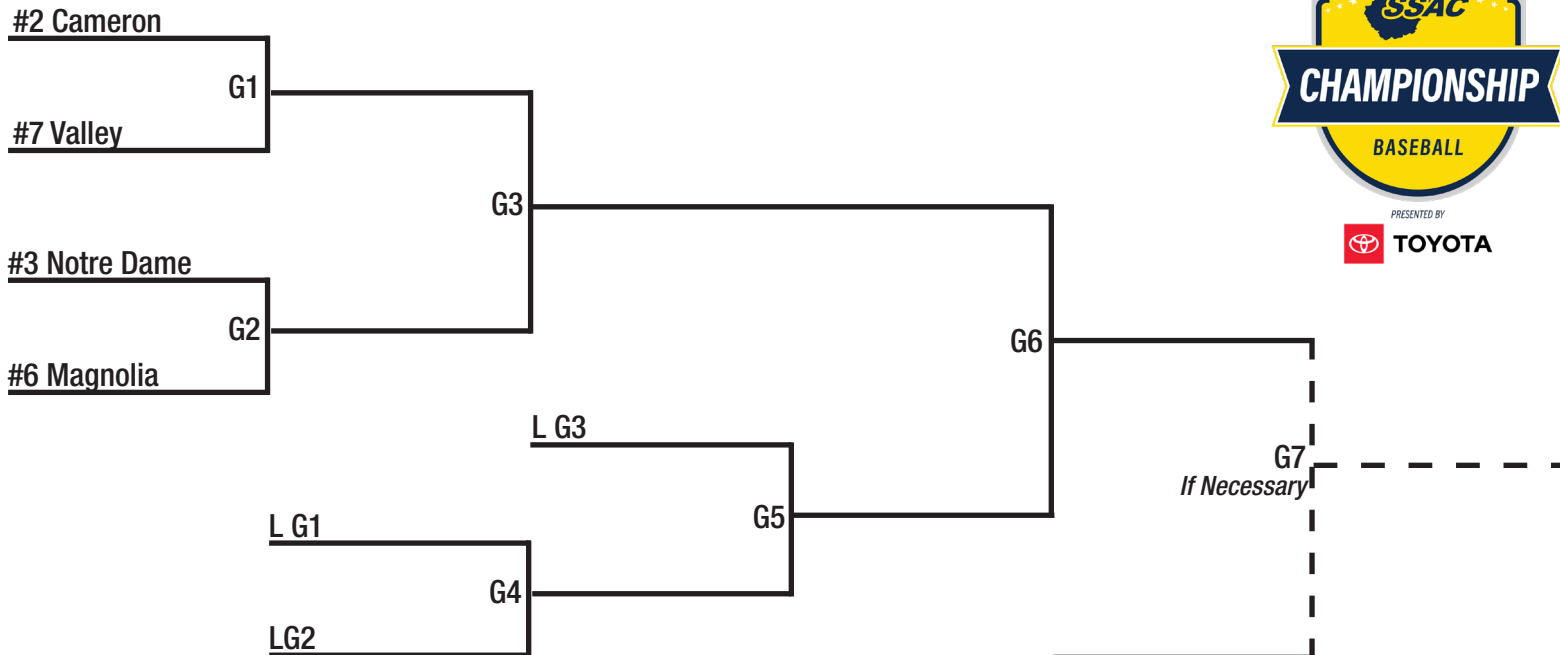 #2 Cameron
G1
#7 Valley
G3
#3 Notre Dame
G2
#6 Magnolia
G6
L G3
G7
If Necessary
L G1
G5
G4
LG2
SSAC
CHAMPIONSHIP
BASEBALL
PRESENTED BY
TOYOTA